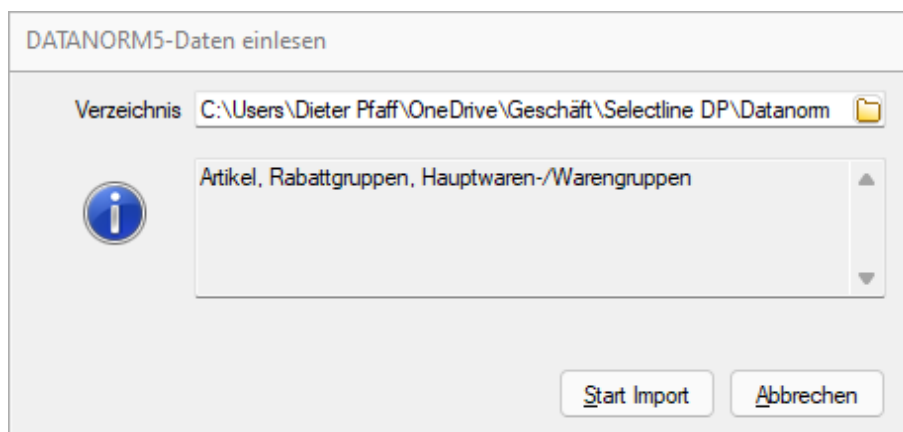 DATANORM5-Daten einlesen
Verzeichnis C:\Users\Dieter Pfaff\OneDrive\Geschäft\Selectline DP\Datanorm
Artikel, Rabattgruppen, Hauptwaren-/Warengruppen
Start Import Abbrechen